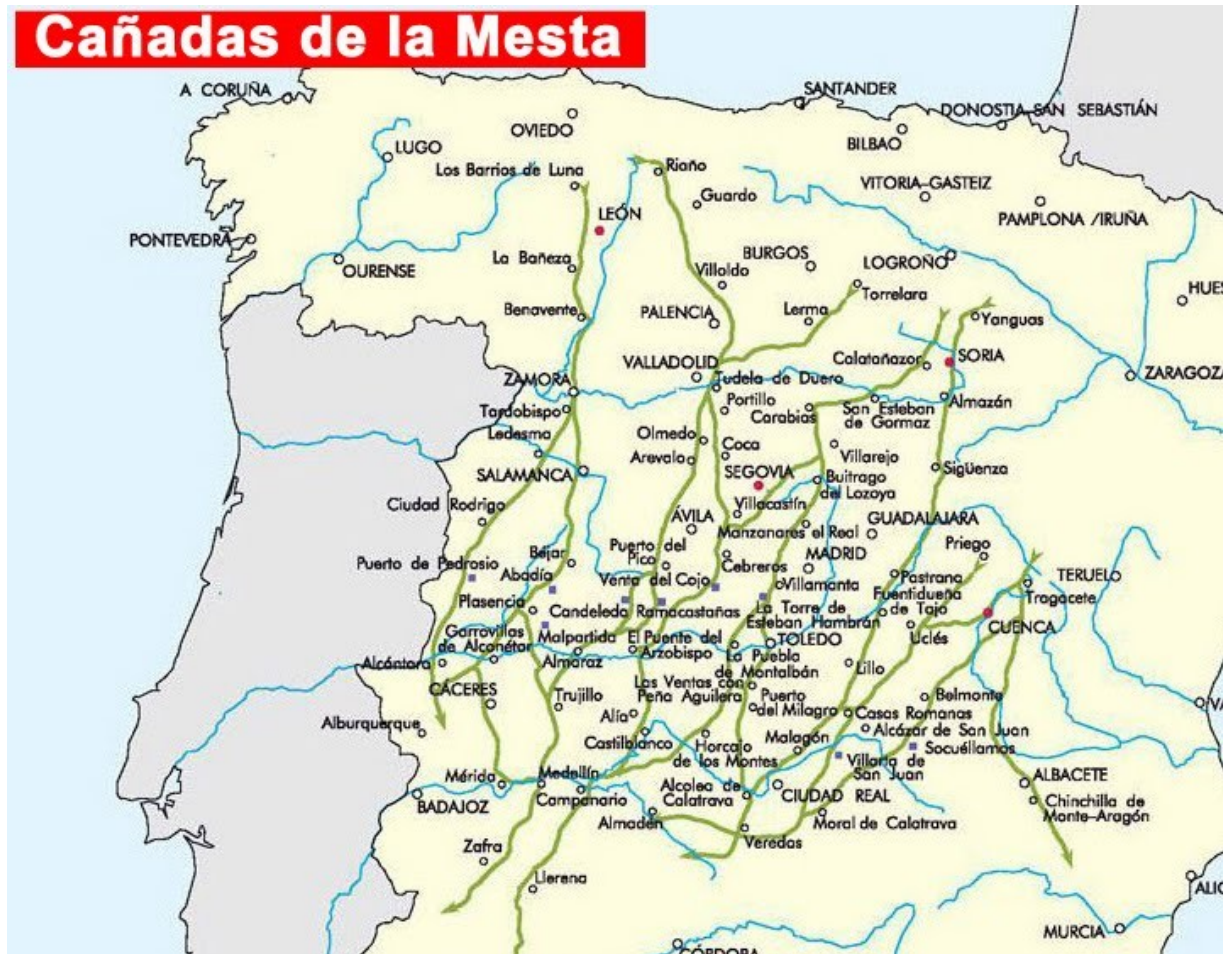 Cañadas de la Mesta
A CORUÑA
SANTANDER
DONOSTIA-SAN SEBASTIÁN
OVIEDO
BILBAO
LUGO
Los Barrios de Luna
Riaño
VITORIA-GASTEIZ
Guardo
PAMPLONA /IRUÑA
LEÓN
PONTEVEDRA
OURENSE
La Bañeza
BURGOS
LOGROÑO
Villoldo
HUES
Torrelara
Benavente
PALENCIA
Lerma
Yanguas
VALLADOLID
Calatañazor
SORIA
ZARAGOZA
ZAMORA
Tudela de Duero
Tardobispo
Portillo
Carabias
San Esteban
de Gormaz
Almazán
Ledesma
Olmedo
Coca
Villarejo
SALAMANCA
Arevalo
SEGOVIA
Buitrago
del Lozoya
Sigüenza
Ciudad Rodrigo
Villacastín
ÁVILA
Manzanares el Real
GUADALAJARA
Puerto de Pedrosio
Béjar
Puerto del
Pico
Cebreros
MADRID
Priego
Abadía
Venta del Cojo
Villamanta
Pastrana
TERUEL
Plasencia
Candeleda
Ramacastañas
La Torre de
Esteban Hambrán
Fuentidueña
de Tajo
Tragacete
Garrovillas
de Alconétar
Malpartida
El Puente del
Arzobispo
TOLEDO
Uclés
CUENCA
Alcántara
Almaraz
La Puebla
de Montalbán
Lillo
CÁCERES
Trujillo
Las Ventas con
Peña Aguilera
Puerto
del Milagro
Belmonte
VA
Alburquerque
Alía
Casas Romanas
Castilblanco
Horcajo
de los Montes
Malagón
Alcázar de San Juan
Socuéllamos
Mérida
Medellín
Villaria de
San Juan
ALBACETE
BADAJOZ
Campanario
Alcolea de
Calatrava
CIUDAD REAL
Chinchilla de
Monte-Aragón
Almadén
Moral de Calatrava
Zafra
Veredas
Llerena
ALIC
MURCIA
CÓRDOBA